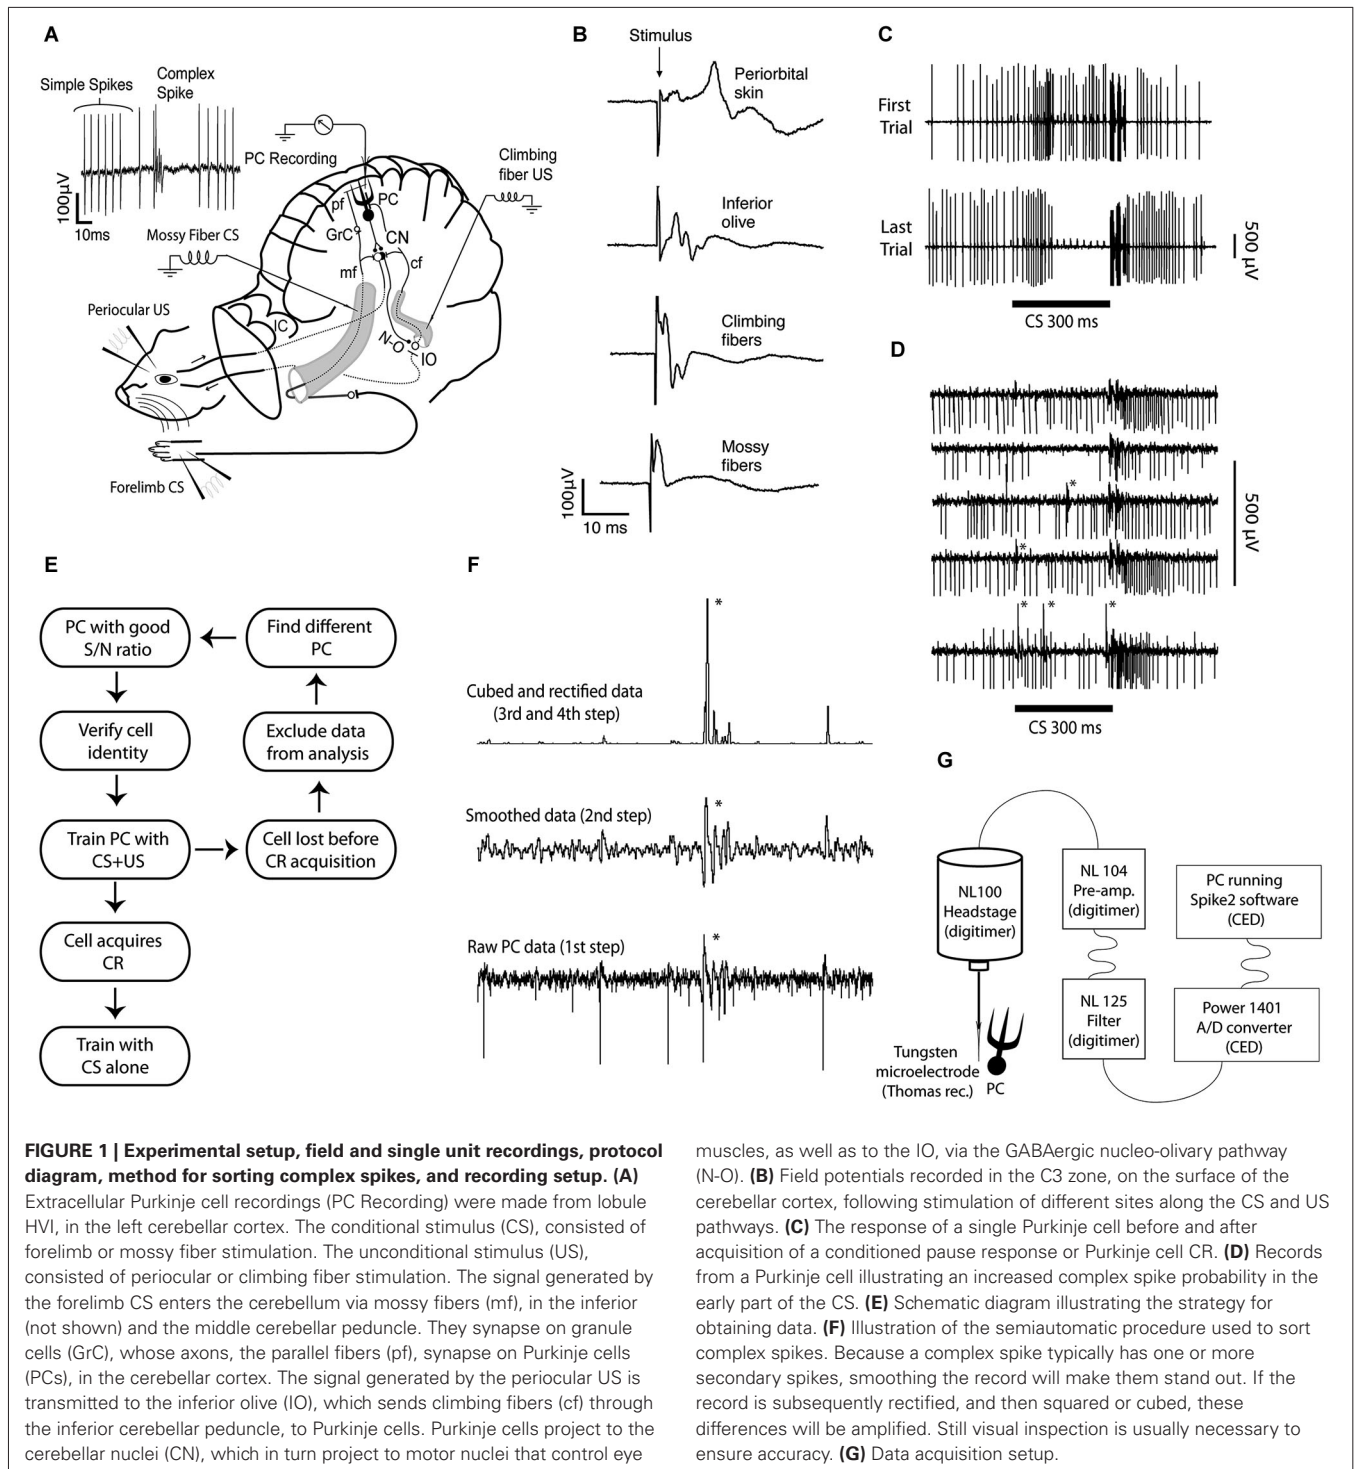 A
Simple Spikes
Complex
Spike
100μV
10ms
PC Recording
Climbing
fiber US
Mossy Fiber CS
pf
PC
GrC
CN
mf
cf
Periocular US
IC
N-O
IO
Forelimb CS
B
Stimulus
Periorbital
skin
Inferior
olive
Climbing
fibers
Mossy
fibers
100μV
10 ms
C
First
Trial
Last
Trial
500 μV
CS 300 ms
D
*
*
* * *
500 μV
CS 300 ms
E
PC with good
S/N ratio
Find different
PC
Verify cell
identity
Exclude data
from analysis
Train PC with
CS+US
Cell lost before
CR acquisition
Cell acquires
CR
Train with
CS alone
F
*
Cubed and rectified data
(3rd and 4th step)
Smoothed data (2nd step)
*
Raw PC data (1st step)
*
G
NL100
Headstage
(digitimer)
NL 104
Pre-amp.
(digitimer)
PC running
Spike2 software
(CED)
NL 125
Filter
(digitimer)
Power 1401
A/D converter
(CED)
Tungsten
microelectrode
(Thomas rec.)
PC
FIGURE 1 | Experimental setup, field and single unit recordings, protocol
diagram, method for sorting complex spikes, and recording setup. (A)
Extracellular Purkinje cell recordings (PC Recording) were made from lobule
HVI, in the left cerebellar cortex. The conditional stimulus (CS), consisted of
forelimb or mossy fiber stimulation. The unconditional stimulus (US),
consisted of periocular or climbing fiber stimulation. The signal generated by
the forelimb CS enters the cerebellum via mossy fibers (mf), in the inferior
(not shown) and the middle cerebellar peduncle. They synapse on granule
cells (GrC), whose axons, the parallel fibers (pf), synapse on Purkinje cells
(PCs), in the cerebellar cortex. The signal generated by the periocular US is
transmitted to the inferior olive (IO), which sends climbing fibers (cf) through
the inferior cerebellar peduncle, to Purkinje cells. Purkinje cells project to the
cerebellar nuclei (CN), which in turn project to motor nuclei that control eye
muscles, as well as to the IO, via the GABAergic nucleo-olivary pathway
(N-O). (B) Field potentials recorded in the C3 zone, on the surface of the
cerebellar cortex, following stimulation of different sites along the CS and US
pathways. (C) The response of a single Purkinje cell before and after
acquisition of a conditioned pause response or Purkinje cell CR. (D) Records
from a Purkinje cell illustrating an increased complex spike probability in the
early part of the CS. (E) Schematic diagram illustrating the strategy for
obtaining data. (F) Illustration of the semiautomatic procedure used to sort
complex spikes. Because a complex spike typically has one or more
secondary spikes, smoothing the record will make them stand out. If the
record is subsequently rectified, and then squared or cubed, these
differences will be amplified. Still visual inspection is usually necessary to
ensure accuracy. (G) Data acquisition setup.